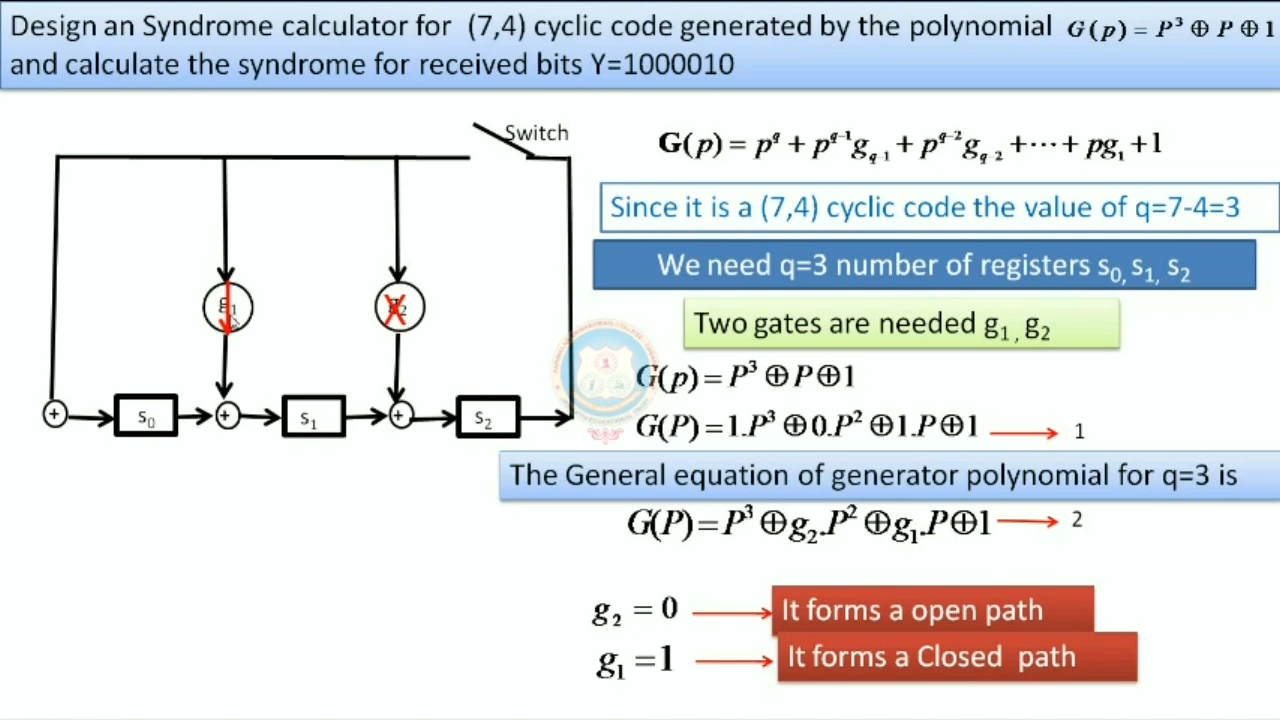 Design an Syndrome calculator for (7,4) cyclic code generated by the polynomial G(p) = P³ ⊕ P ⊕ 1
and calculate the syndrome for received bits Y=1000010
Switch
G(p) = p^q + p^(q-1) g_(q-1) + p^(q-2) g_(q-2) + ⋯ + pg₁ + 1
Since it is a (7,4) cyclic code the value of q=7-4=3
We need q=3 number of registers s₀, s₁, s₂
g₁
g₂
Two gates are needed g₁ , g₂
G(p) = P³ ⊕ P ⊕ 1
+ s₀ + s₁ + s₂
G(P) = 1.P³ ⊕ 0.P² ⊕ 1.P ⊕ 1 → 1
The General equation of generator polynomial for q=3 is
G(P) = P³ ⊕ g₂.P² ⊕ g₁.P ⊕ 1 → 2
g₂ = 0 → It forms a open path
g₁ = 1 → It forms a Closed path